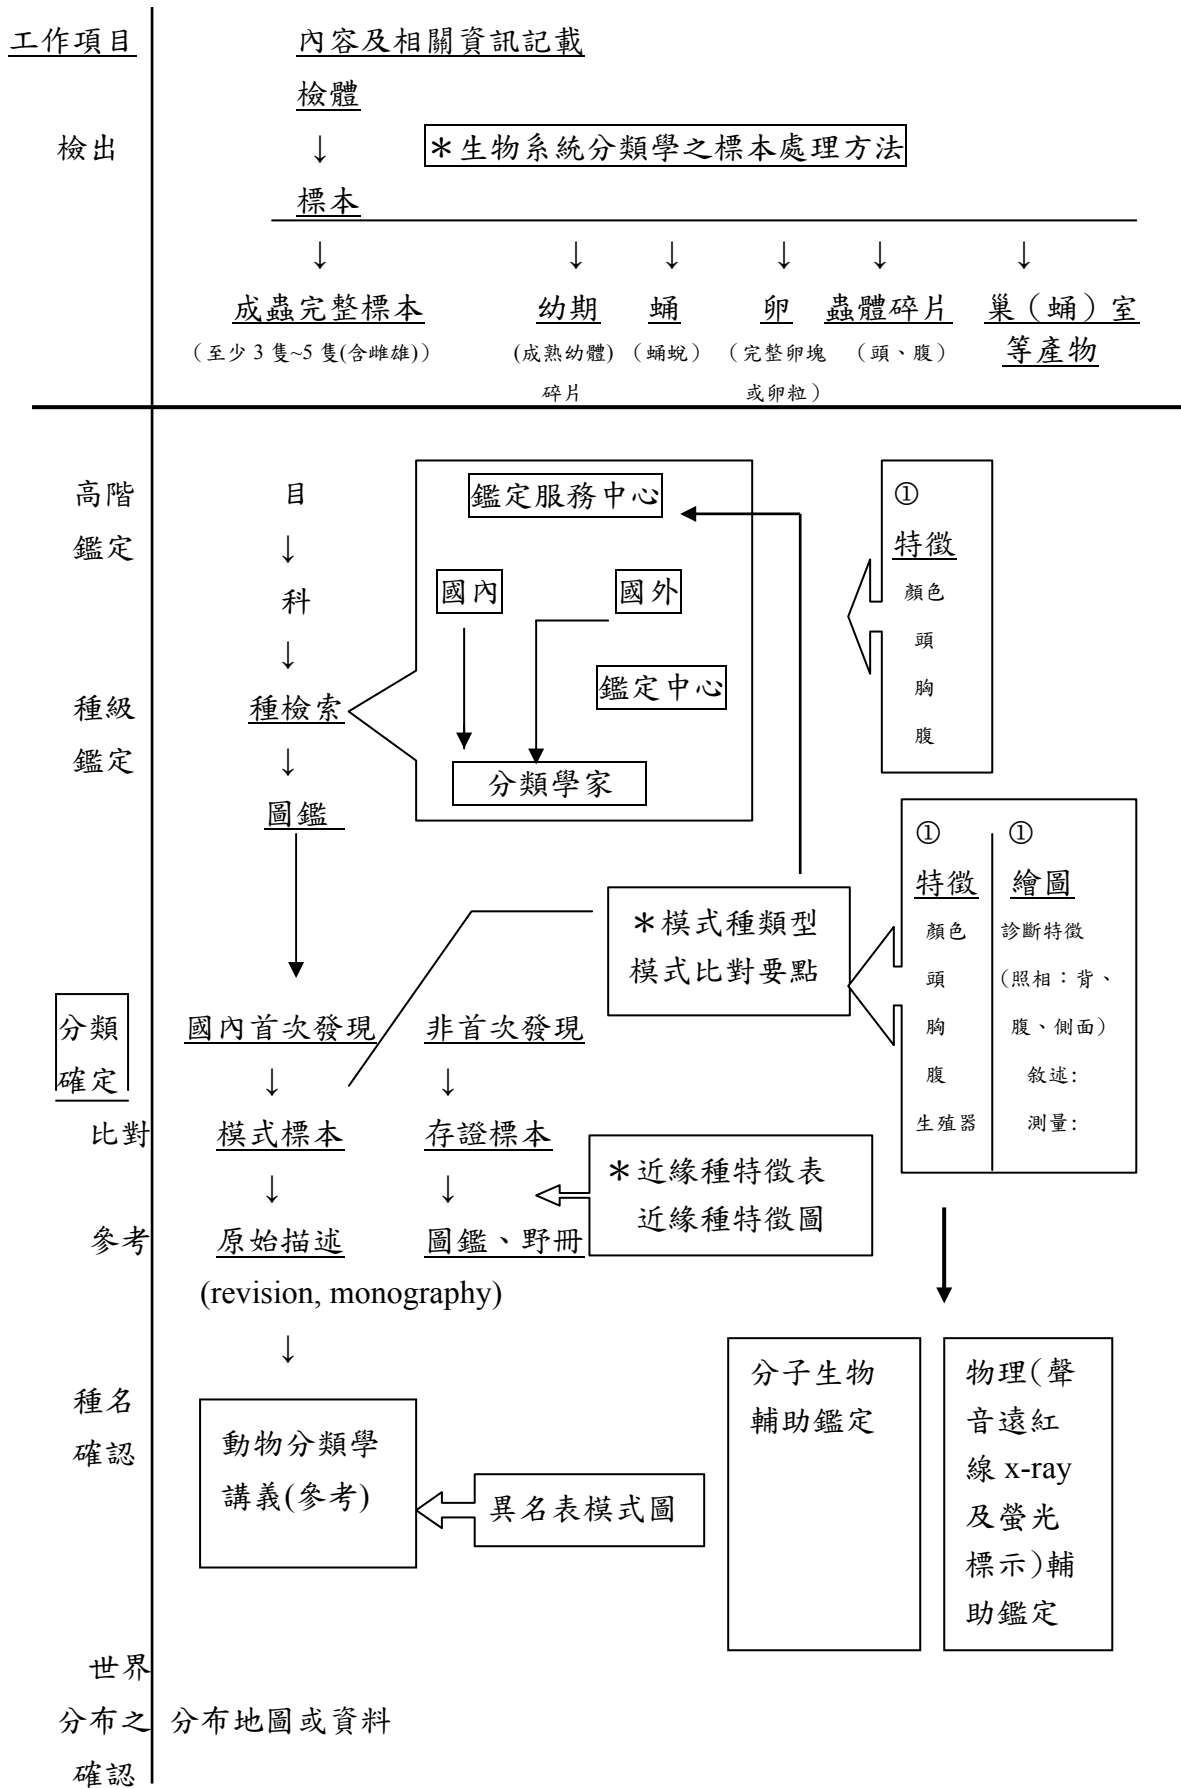 工作項目 內容及相關資訊記載
檢體
檢出 ↓ ＊生物系統分類學之標本處理方法
標本
↓ ↓ ↓ ↓ ↓ ↓
成蟲完整標本 幼期 蛹 卵 蟲體碎片 巢（蛹）室
（至少 3 隻~5 隻(含雌雄)） (成熟幼體) （蛹蛻） （完整卵塊 （頭、腹） 等產物
碎片 或卵粒）
高階 目 鑑定服務中心 ①
鑑定 ↓ 特徵
科 國內 國外 顏色
↓ 頭
種級 種檢索 鑑定中心 胸
鑑定 ↓ 腹
圖鑑 分類學家
① ①
特徵 繪圖
＊模式種類型 顏色 診斷特徵
模式比對要點 頭 (照相：背、
分類 國內首次發現 非首次發現 胸 腹、側面)
確定 ↓ ↓ 腹 敘述:
比對 模式標本 存證標本 生殖器 測量:
↓ ↓ ＊近緣種特徵表
參考 原始描述 圖鑑、野冊 近緣種特徵圖
(revision, monography)
↓
種名
確認
動物分類學
講義(參考)
異名表模式圖
分子生物
輔助鑑定
物理(聲
音遠紅
線 x-ray
及螢光
標示)輔
助鑑定
世界
分布之 分布地圖或資料
確認